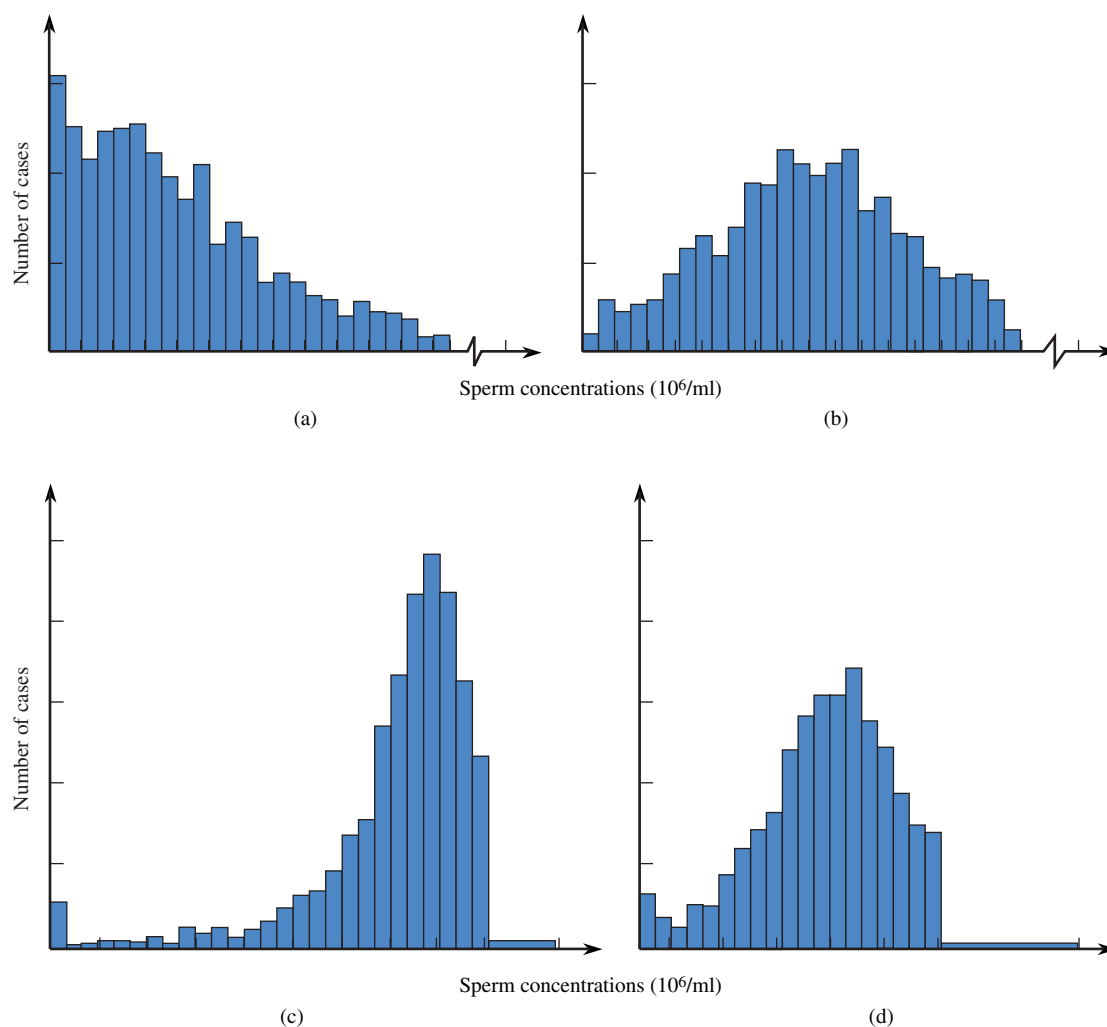 Number of cases
Sperm concentrations (10⁶/ml)
(a)
(b)
Number of cases
Sperm concentrations (10⁶/ml)
(c)
(d)